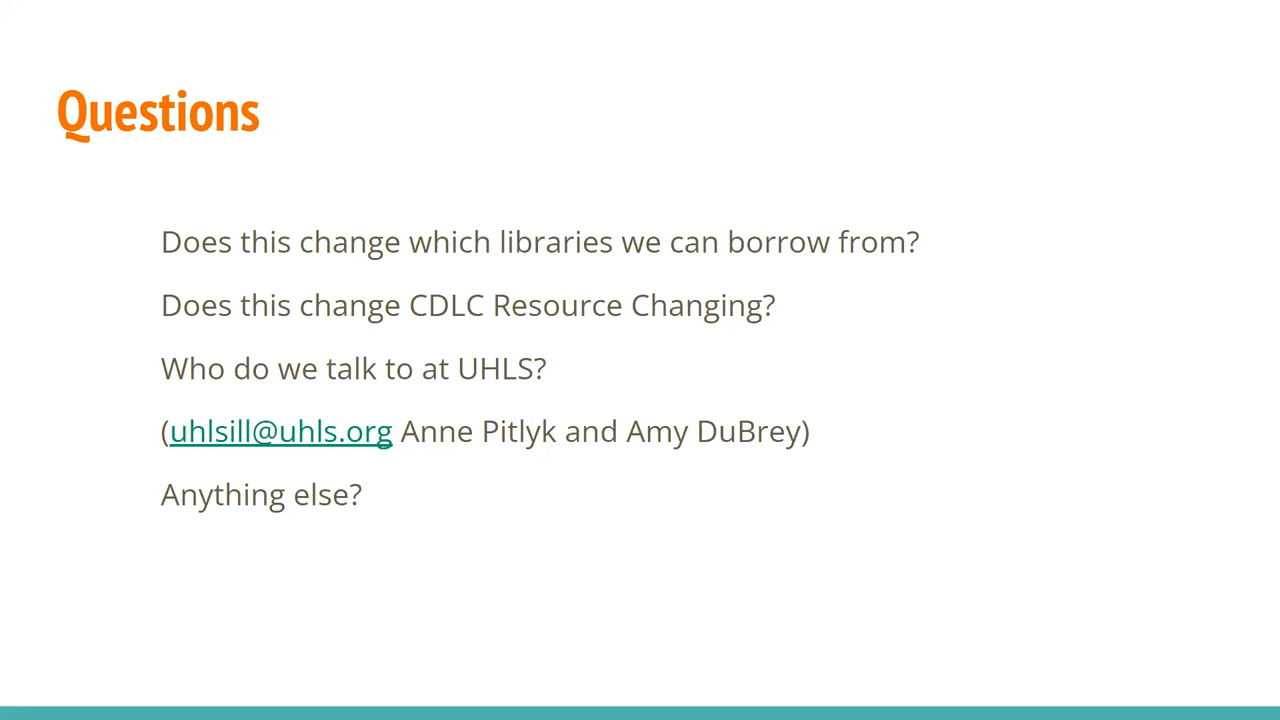 Questions
Does this change which libraries we can borrow from?
Does this change CDLC Resource Changing?
Who do we talk to at UHLS?
(uhlsill@uhls.org Anne Pitlyk and Amy DuBrey)
Anything else?